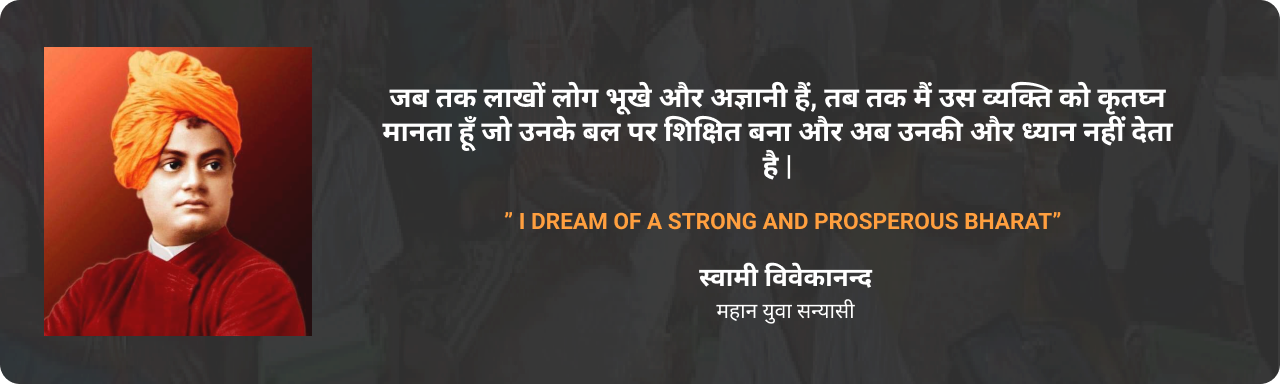 जब तक लाखों लोग भूखे और अज्ञानी हैं, तब तक मैं उस व्यक्ति को कृतघ्न
मानता हूँ जो उनके बल पर शिक्षित बना और अब उनकी और ध्यान नहीं देता
है |
” I DREAM OF A STRONG AND PROSPEROUS BHARAT”
स्वामी विवेकानन्द
महान युवा सन्यासी